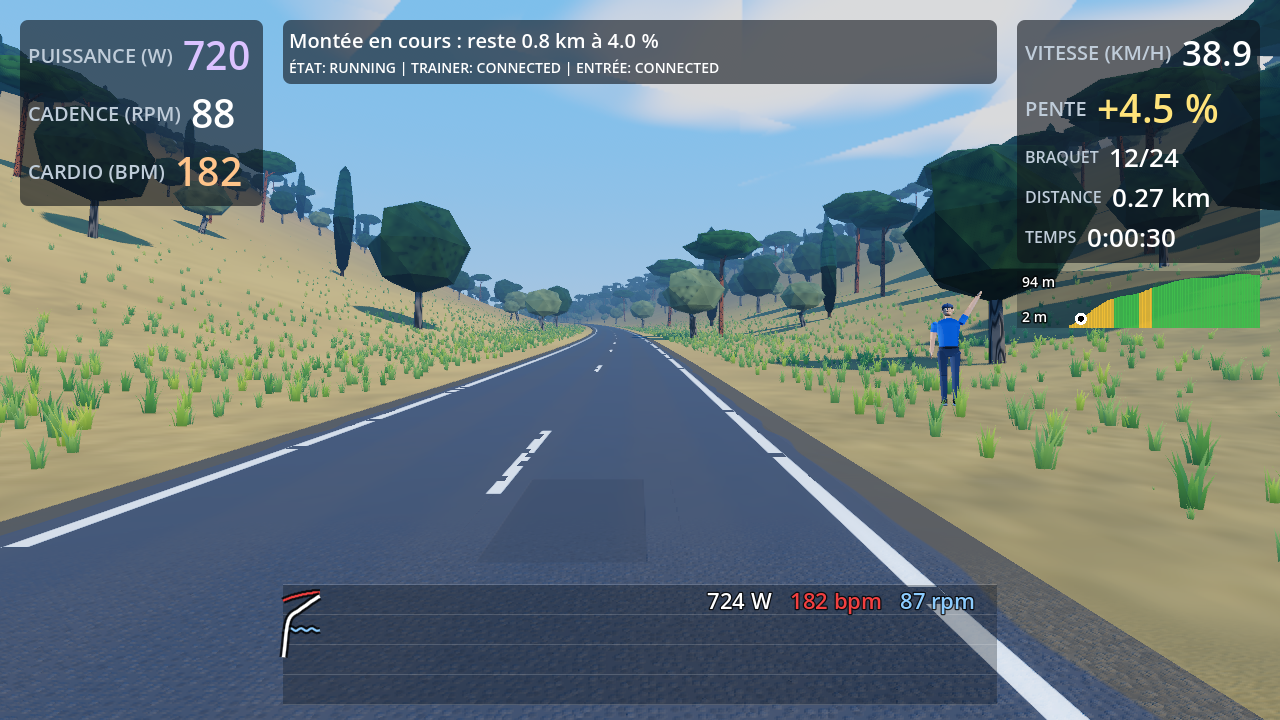 PUISSANCE (W) 720
CADENCE (RPM) 88
CARDIO (BPM) 182
Montée en cours : reste 0.8 km à 4.0 %
ÉTAT: RUNNING | TRAINER: CONNECTED | ENTRÉE: CONNECTED
VITESSE (KM/H) 38.9
PENTE +4.5 %
BRAQUET 12/24
DISTANCE 0.27 km
TEMPS 0:00:30
94 m
2 m
724 W 182 bpm 87 rpm